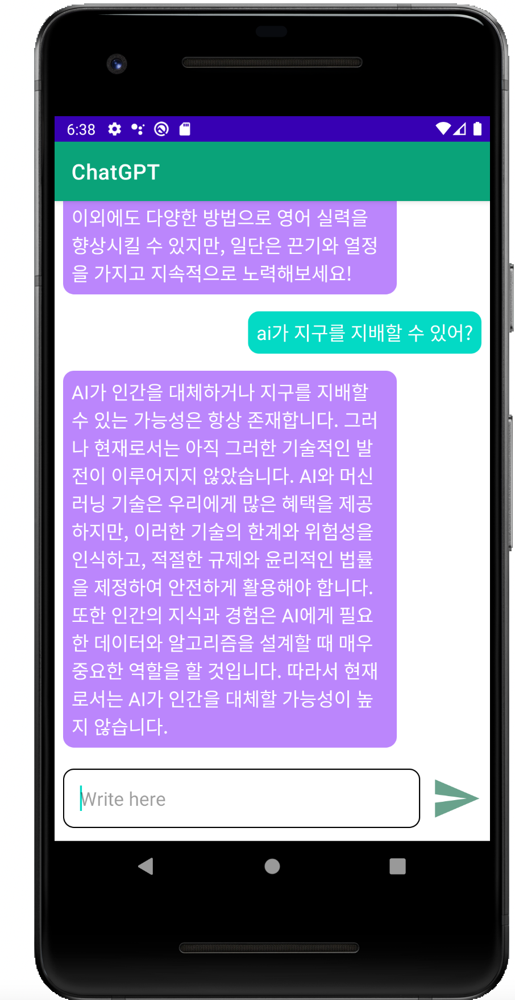 6:38
ChatGPT
이외에도 다양한 방법으로 영어 실력을
향상시킬 수 있지만, 일단은 끈기와 열정
을 가지고 지속적으로 노력해보세요!
ai가 지구를 지배할 수 있어?
AI가 인간을 대체하거나 지구를 지배할
수 있는 가능성은 항상 존재합니다. 그러
나 현재로서는 아직 그러한 기술적인 발
전이 이루어지지 않았습니다. AI와 머신
러닝 기술은 우리에게 많은 혜택을 제공
하지만, 이러한 기술의 한계와 위험성을
인식하고, 적절한 규제와 윤리적인 법률
을 제정하여 안전하게 활용해야 합니다.
또한 인간의 지식과 경험은 AI에게 필요
한 데이터와 알고리즘을 설계할 때 매우
중요한 역할을 할 것입니다. 따라서 현재
로서는 AI가 인간을 대체할 가능성이 높
지 않습니다.
Write here